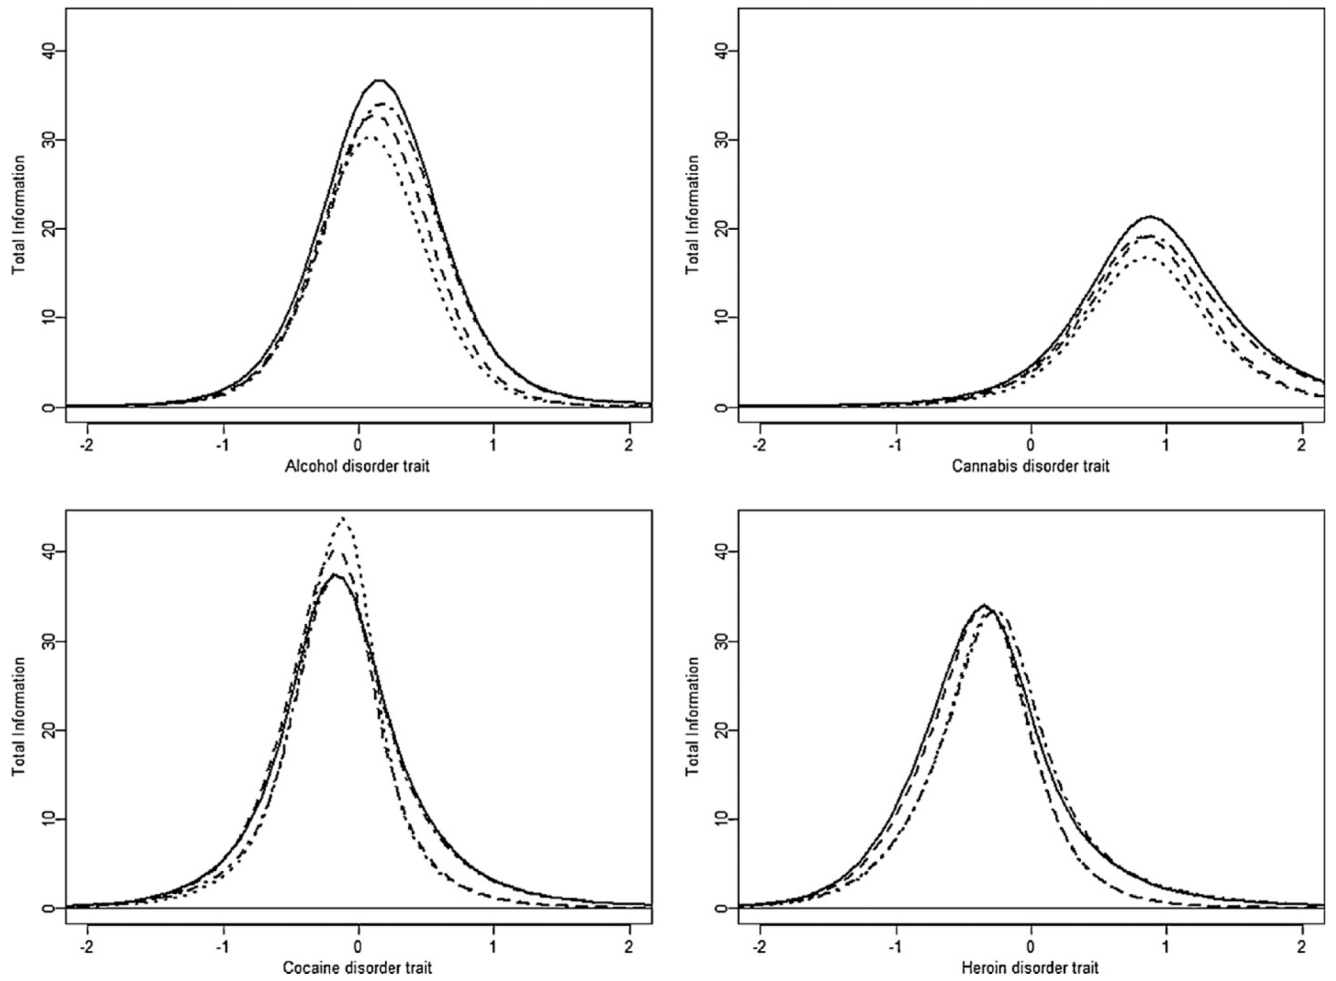 40
30
20
10
0
Total Information
-2 -1 0 1 2
Alcohol disorder trait
40
30
20
10
0
Total Information
-2 -1 0 1 2
Cannabis disorder trait
40
30
20
10
0
Total Information
-2 -1 0 1 2
Cocaine disorder trait
40
30
20
10
0
Total Information
-2 -1 0 1 2
Heroin disorder trait